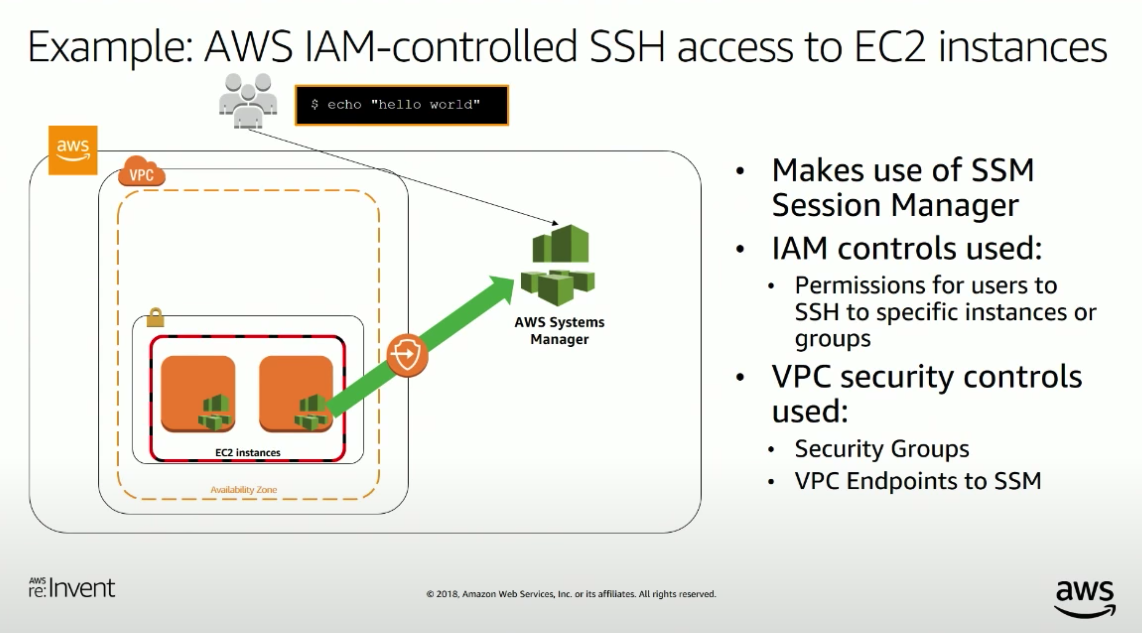 Example: AWS IAM-controlled SSH access to EC2 instances
$ echo "hello world"
aws
VPC
AWS Systems
Manager
EC2 instances
Availability Zone
• Makes use of SSM
Session Manager
• IAM controls used:
• Permissions for users to
SSH to specific instances or
groups
• VPC security controls
used:
• Security Groups
• VPC Endpoints to SSM
AWS
re:Invent
© 2018, Amazon Web Services, Inc. or its affiliates. All rights reserved.
aws